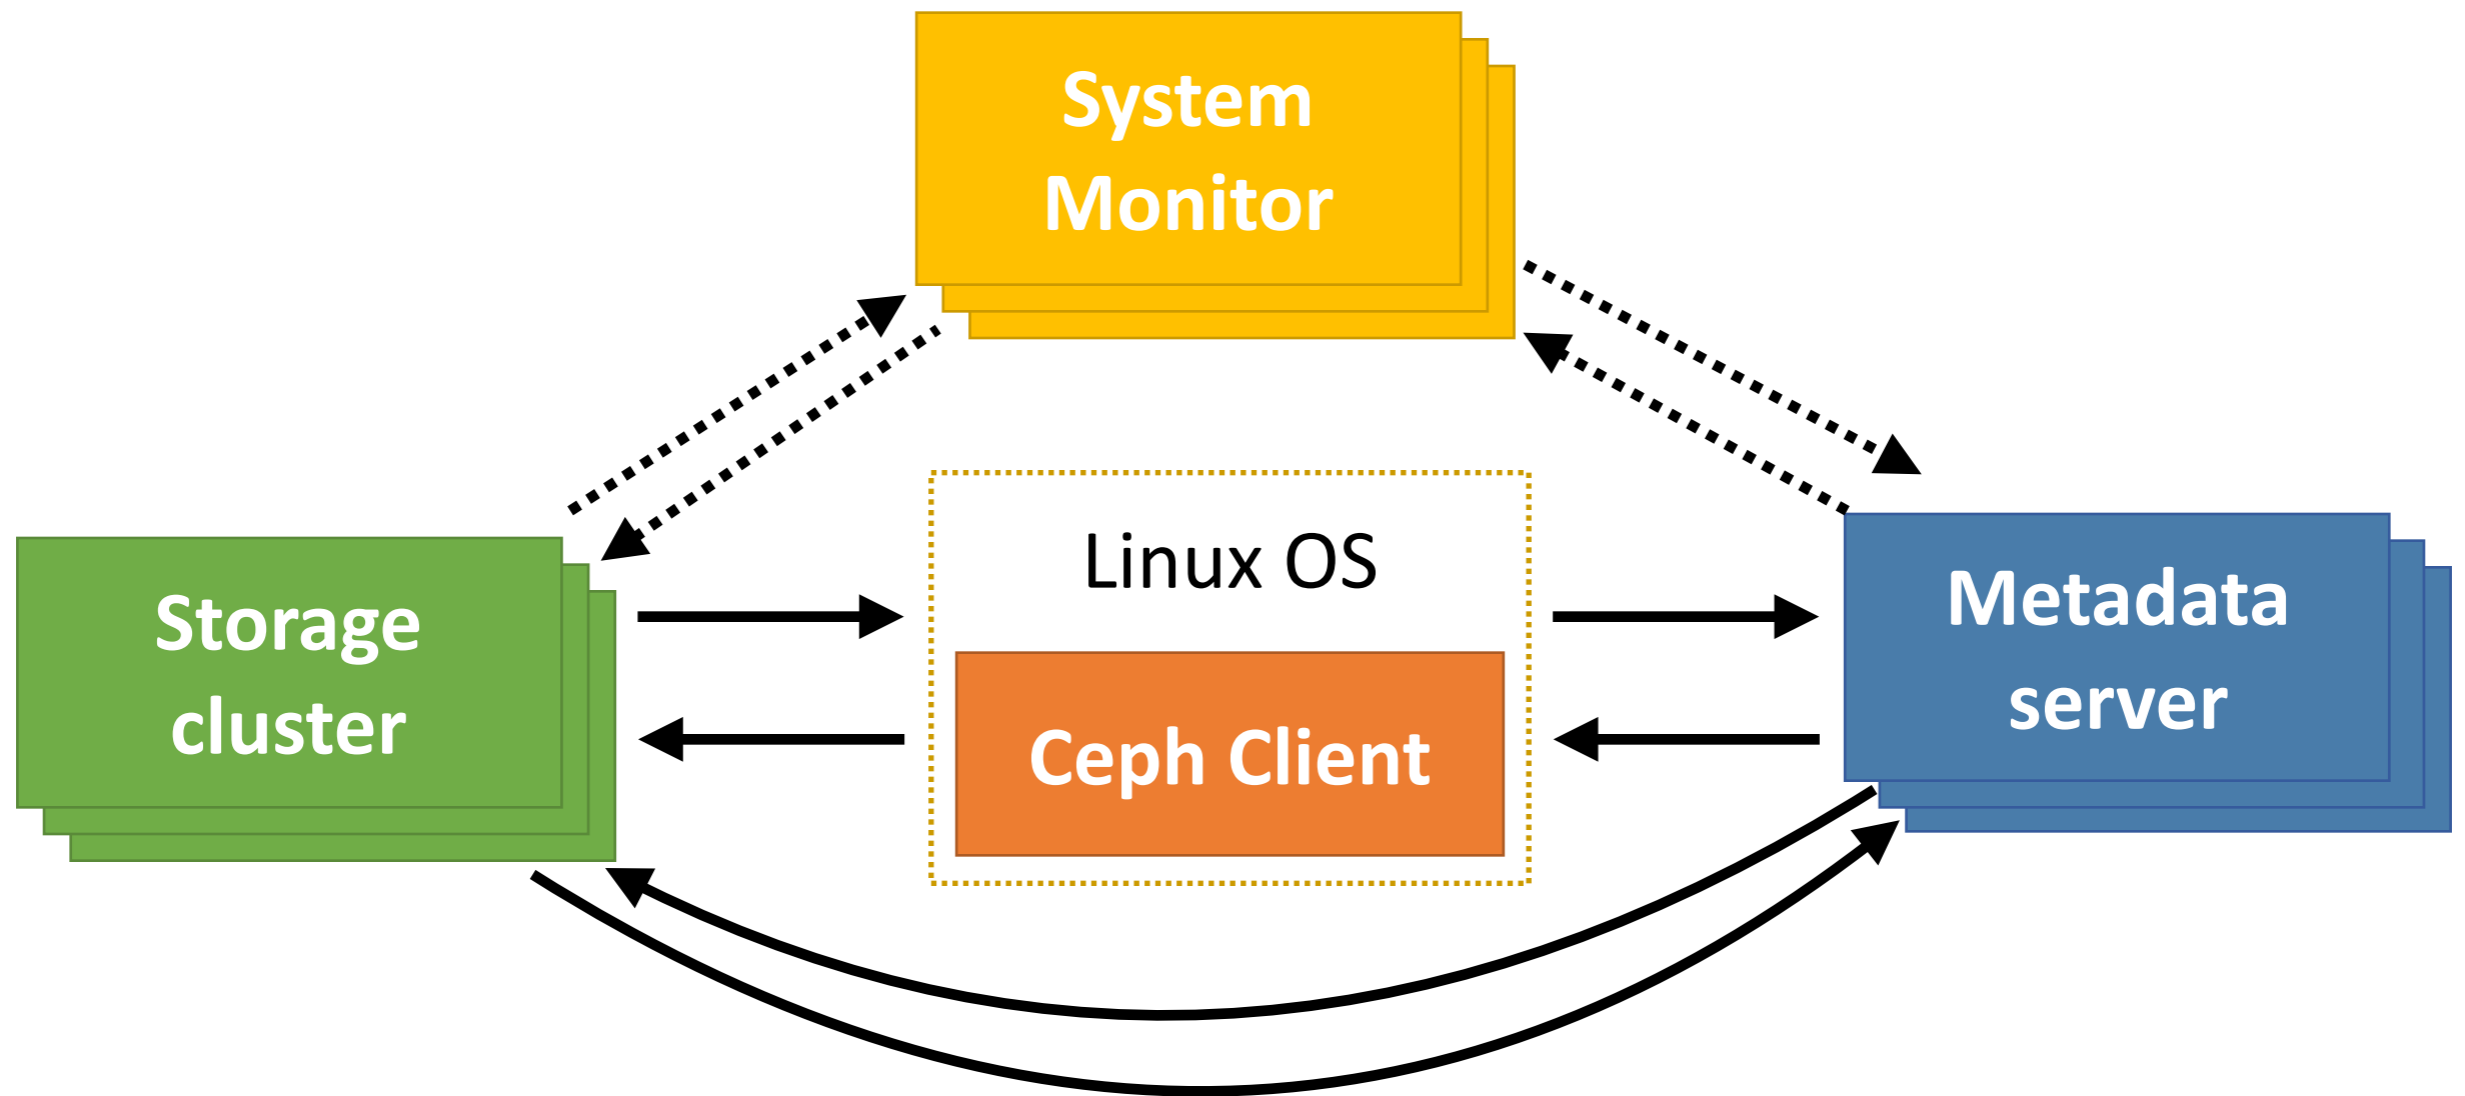 System
Monitor
Linux OS
Storage
cluster
Ceph Client
Metadata
server